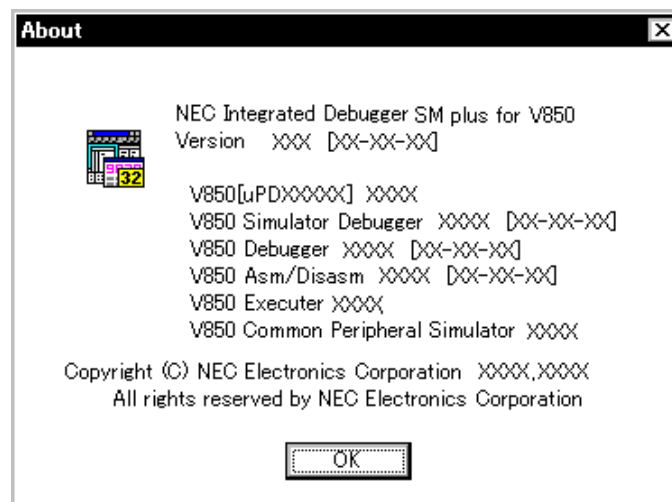 About
NEC Integrated Debugger SM plus for V850
Version XXX [XX-XX-XX]
32
V850[uPDXXXXX] XXXX
V850 Simulator Debugger XXXX [XX-XX-XX]
V850 Debugger XXXX [XX-XX-XX]
V850 Asm/Disasm XXXX [XX-XX-XX]
V850 Executer XXXX
V850 Common Peripheral Simulator XXXX
Copyright (C) NEC Electronics Corporation XXXX,XXXX
All rights reserved by NEC Electronics Corporation
OK